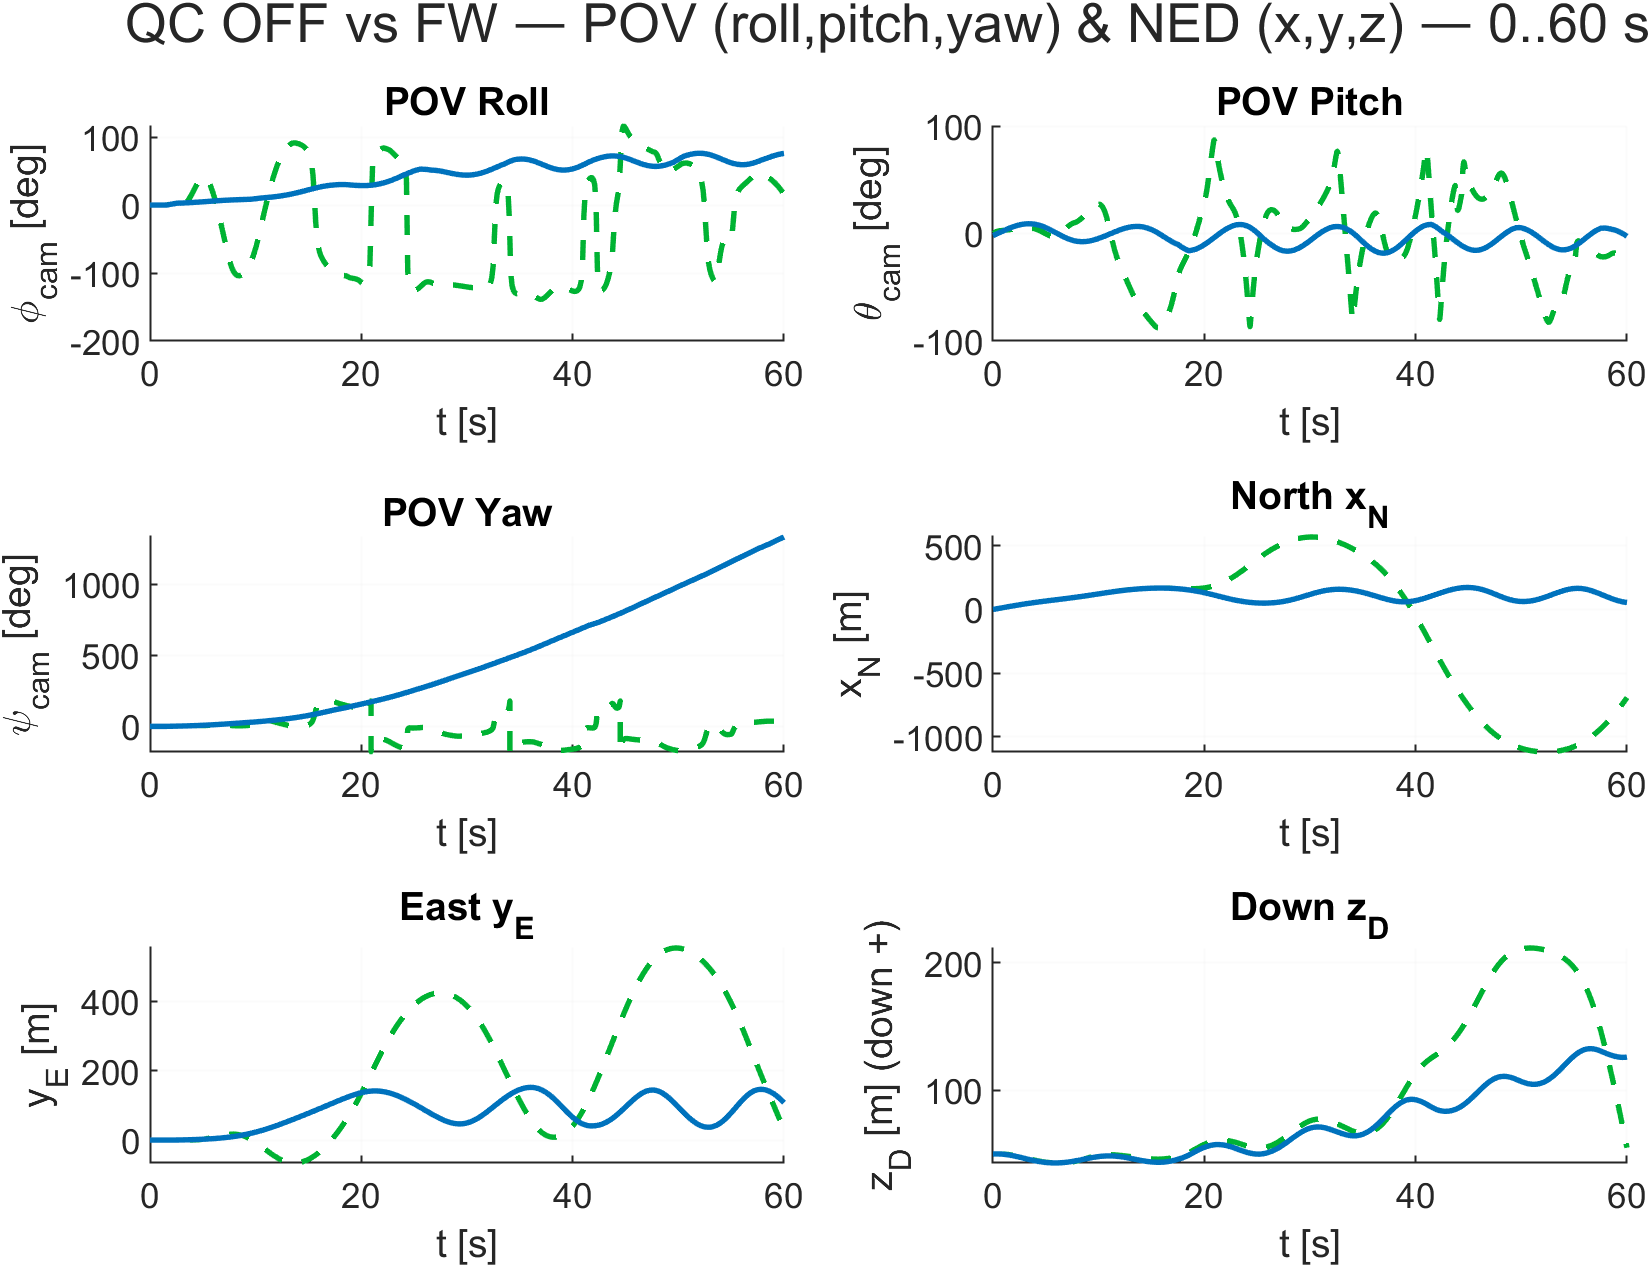 QC OFF vs FW — POV (roll,pitch,yaw) & NED (x,y,z) — 0..60 s
POV Roll
ϕcam [deg]
100
0
-100
-200
0 20 40 60
t [s]
POV Pitch
θcam [deg]
100
0
-100
0 20 40 60
t [s]
POV Yaw
ψcam [deg]
1000
500
0
0 20 40 60
t [s]
North xN
xN [m]
500
0
-500
-1000
0 20 40 60
t [s]
East yE
yE [m]
400
200
0
0 20 40 60
t [s]
Down zD
zD [m] (down +)
200
100
0 20 40 60
t [s]